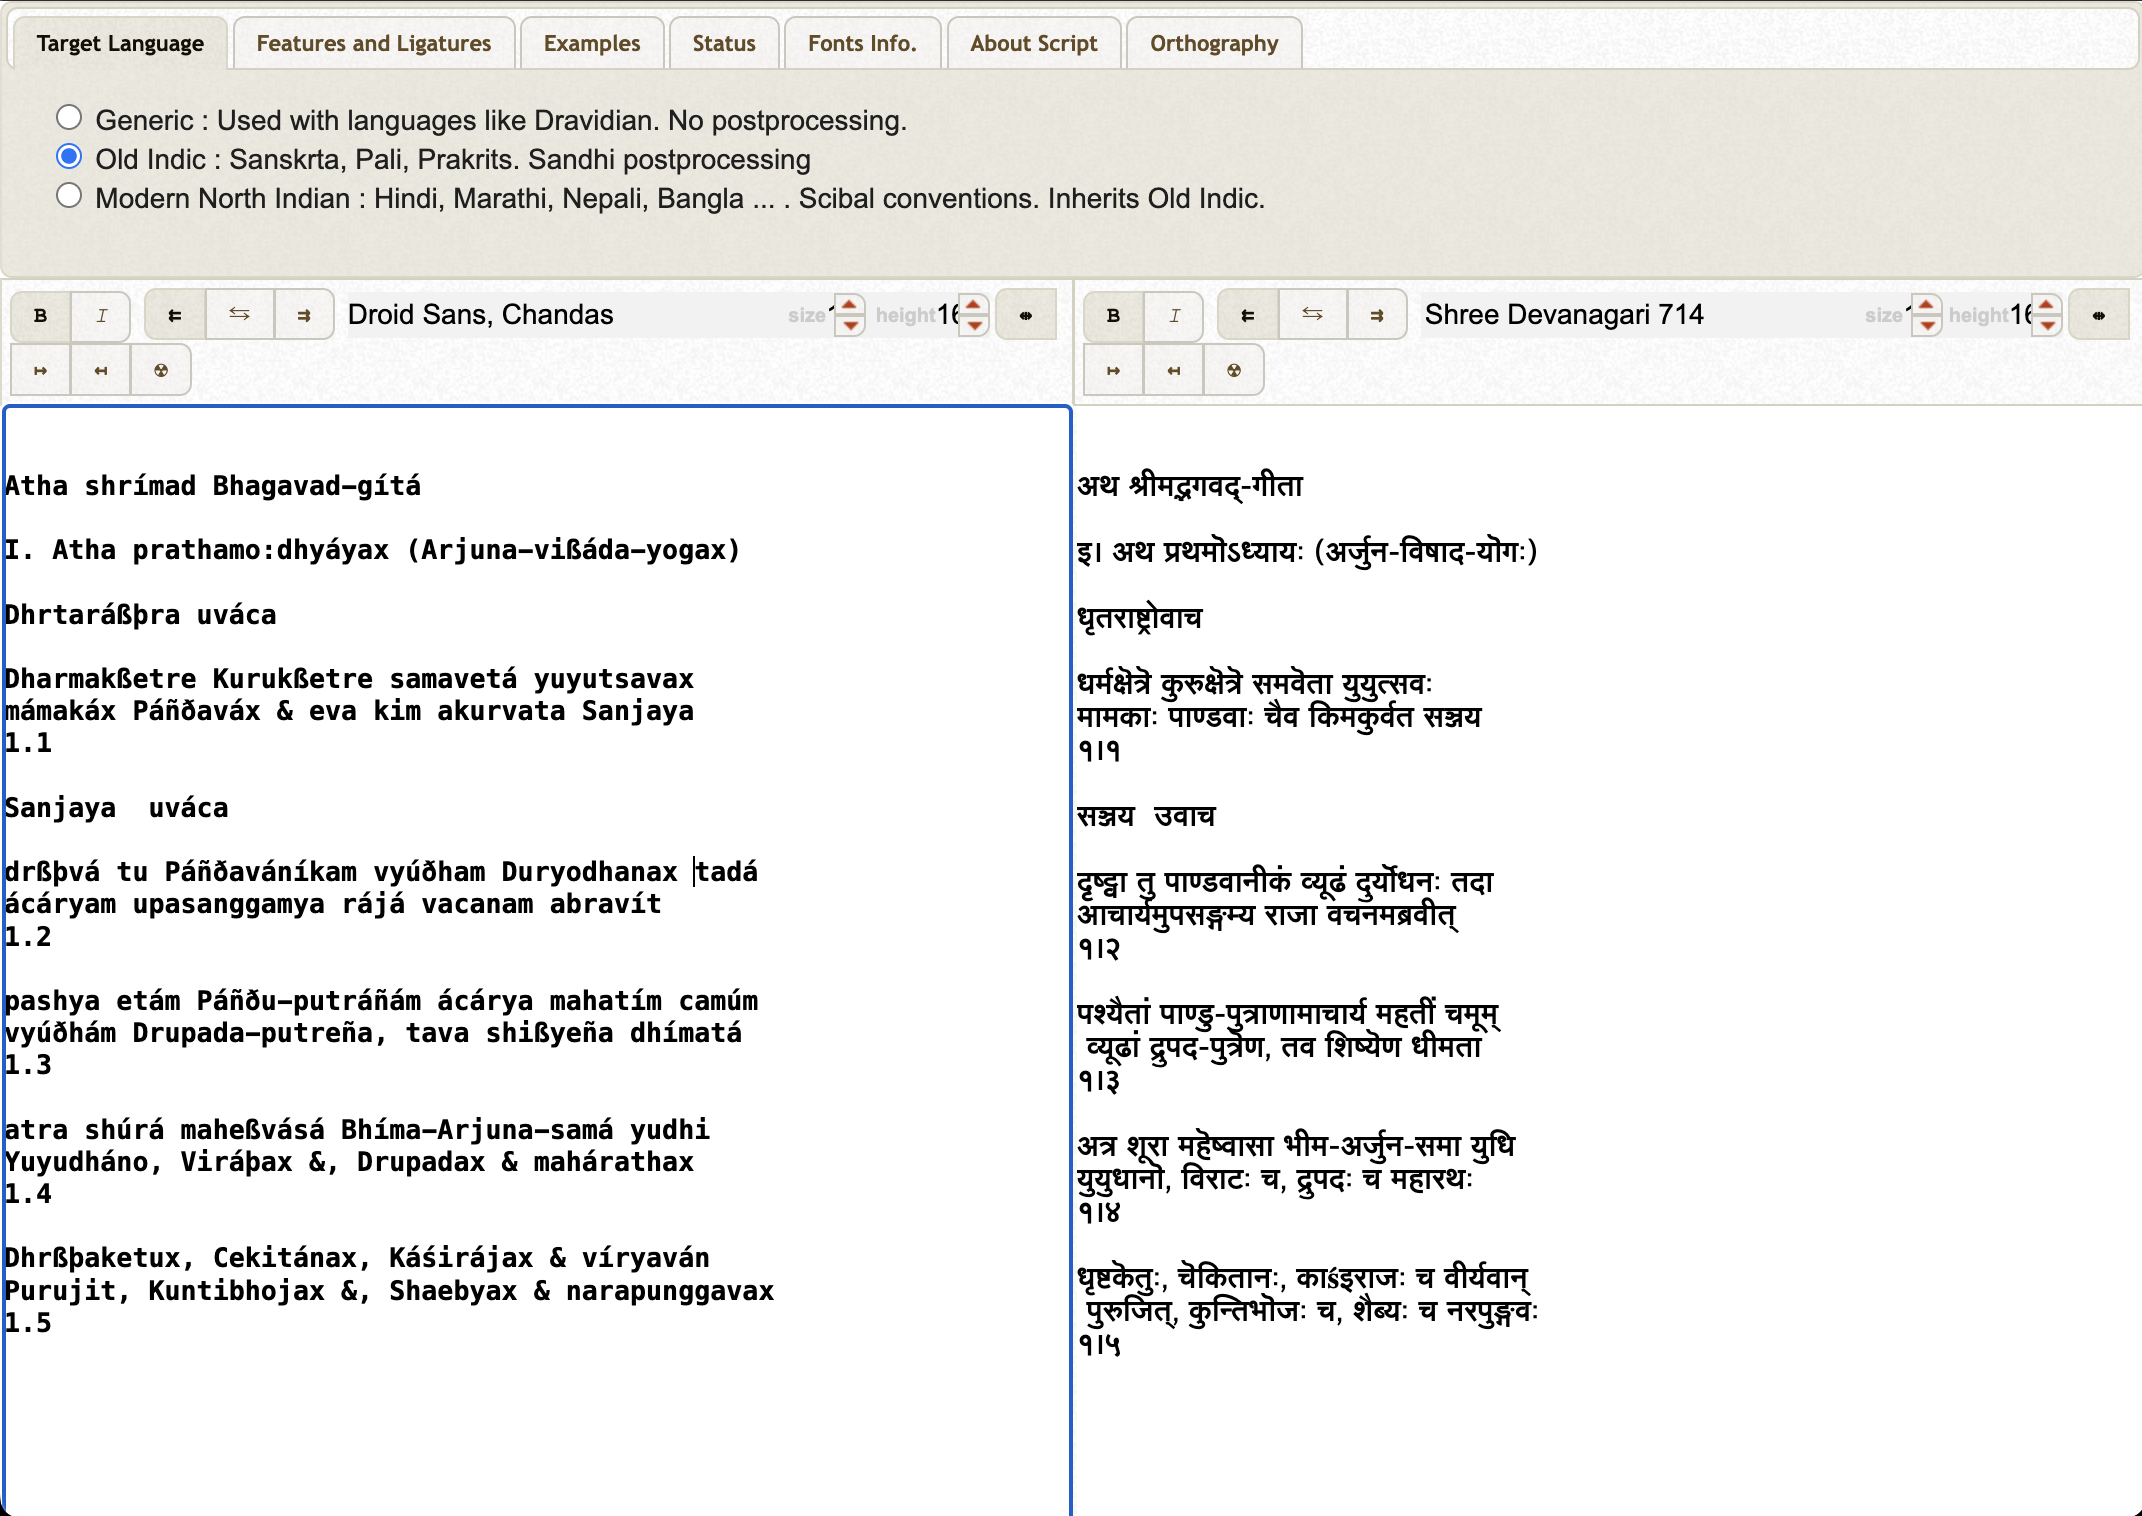 Target Language Features and Ligatures Examples Status Fonts Info. About Script Orthography
Generic : Used with languages like Dravidian. No postprocessing.
Old Indic : Sanskrta, Pali, Prakrits. Sandhi postprocessing
Modern North Indian : Hindi, Marathi, Nepali, Bangla ... . Scibal conventions. Inherits Old Indic.
B I Droid Sans, Chandas size height
B I Shree Devanagari 714 size height
Atha shrímad Bhagavad-gítá
I. Atha prathamo:dhyáyax (Arjuna-vißáda-yogax)
Dhrtaráßþra uváca
Dharmakßetre Kurukßetre samavetá yuyutsavax
mámakáx Páñðaváx & eva kim akurvata Sanjaya
1.1
Sanjaya  uváca
drßþvá tu Páñðaváníkam vyúðham Duryodhanax tadá
ácáryam upasanggamya rájá vacanam abravít
1.2
pashya etám Páñðu-putráñám ácárya mahatím camúm
vyúðhám Drupada-putreña, tava shißyeña dhímatá
1.3
atra shúrá maheßvásá Bhíma-Arjuna-samá yudhi
Yuyudháno, Viráþax &, Drupadax & mahárathax
1.4
Dhrßþaketux, Cekitánax, Káśirájax & víryaván
Purujit, Kuntibhojax &, Shaebyax & narapunggavax
1.5
अथ श्रीमद्भगवद्-गीता
इ। अथ प्रथमॊऽध्यायः (अर्जुन-विषाद-यॊगः)
धृतराष्ट्रोवाच
धर्मक्षॆत्रॆ कुरुक्षॆत्रॆ समवॆता युयुत्सवः
मामकाः पाण्डवाः चैव किमकुर्वत सञ्जय
१।१
सञ्जय  उवाच
दृष्ट्वा तु पाण्डवानीकं व्यूढं दुर्यॊधनः तदा
आचार्यमुपसङ्गम्य राजा वचनमब्रवीत्
१।२
पश्यैतां पाण्डु-पुत्राणामाचार्य महतीं चमूम्
व्यूढां द्रुपद-पुत्रॆण, तव शिष्यॆण धीमता
१।३
अत्र शूरा महॆष्वासा भीम-अर्जुन-समा युधि
युयुधानॊ, विराटः च, द्रुपदः च महारथः
१।४
धृष्टकॆतुः, चॆकितानः, काśइराजः च वीर्यवान्
पुरुजित्, कुन्तिभॊजः च, शैब्यः च नरपुङ्गवः
१।५